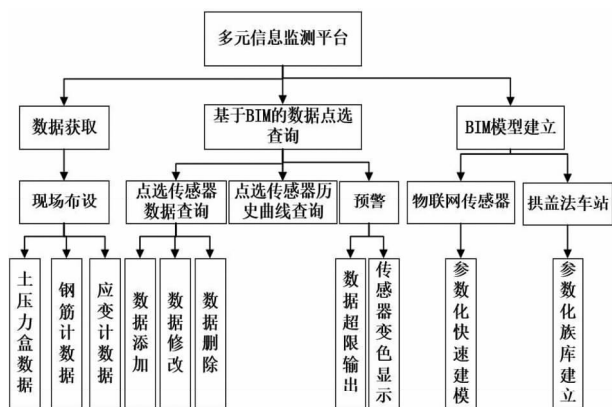 多元信息监测平台
数据获取
基于BIM的数据点选
查询
BIM模型建立
现场布设
点选传感器
数据查询
点选传感器历
史曲线查询
预警
物联网传感器
拱盖法车站
土压力盒数据
钢筋计数据
应变计数据
数据添加
数据修改
数据删除
数据超限输出
传感器变色显示
参数化快速建模
参数化族库建立